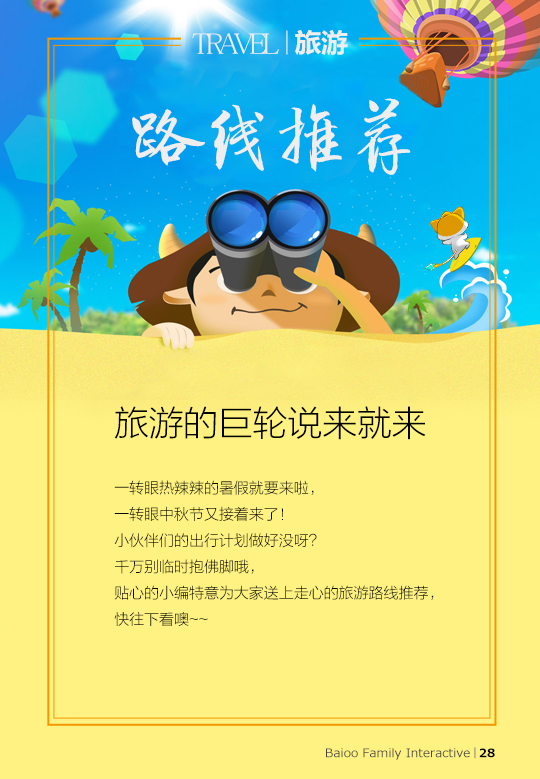 TRAVEL | 旅游
路线推荐
旅游的巨轮说来就来
一转眼热辣辣的暑假就要来啦，
一转眼中秋节又接着来了！
小伙伴们的出行计划做好没呀？
千万别临时抱佛脚哦，
贴心的小编特意为大家送上走心的旅游路线推荐，
快往下看噢~~
Baioo Family Interactive | 28